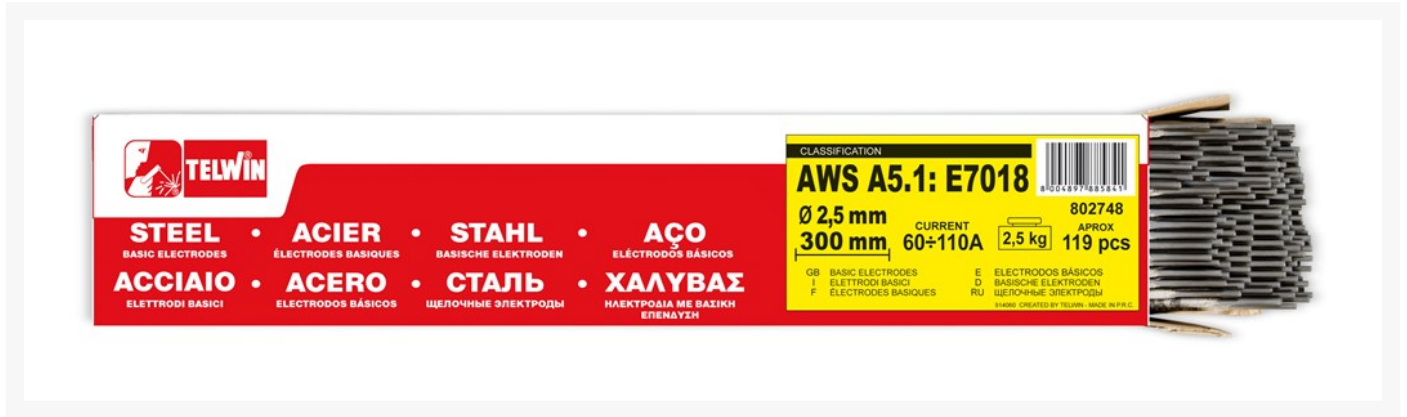 TELWIN
STEEL • ACIER • STAHL • AÇO
BASIC ELECTRODES ÉLECTRODES BASIQUES BASISCHE ELEKTRODEN ELÉCTRODOS BÁSICOS
ACCIAIO • ACERO • СТАЛЬ • ΧΑΛΥΒΑΣ
ELETTRODI BASICI ELECTRODOS BÁSICOS ЩЕЛОЧНЫЕ ЭЛЕКТРОДЫ ΗΛΕΚΤΡΟΔΙΑ ΜΕ ΒΑΣΙΚΗ
ΕΠΕΝΔΥΣΗ
CLASSIFICATION
AWS A5.1: E7018
8 004897 885841
Ø 2,5 mm
300 mm
CURRENT
60÷110A
2,5 kg
802748
APROX
119 pcs
GB BASIC ELECTRODES
I ELETTRODI BASICI
F ÉLECTRODES BASIQUES
E ELECTRODOS BÁSICOS
D BASISCHE ELEKTRODEN
RU ЩЕЛОЧНЫЕ ЭЛЕКТРОДЫ
CREATED BY TELWIN - MADE IN P.R.C.